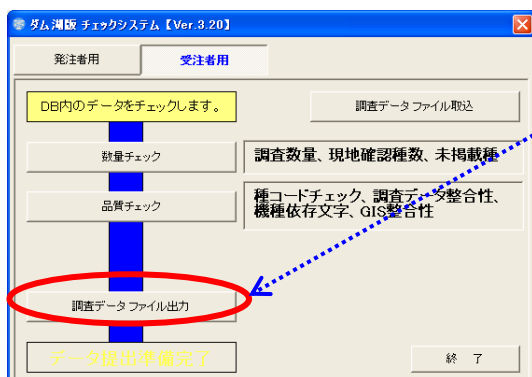 ダム湖版 チェックシステム【Ver.3.20】
発注者用
受注者用
DB内のデータをチェックします。
調査データ ファイル取込
数量チェック
調査数量、現地確認種数、未掲載種
品質チェック
種コードチェック、調査データ整合性、
機種依存文字、GIS整合性
調査データ ファイル出力
データ提出準備完了
終 了